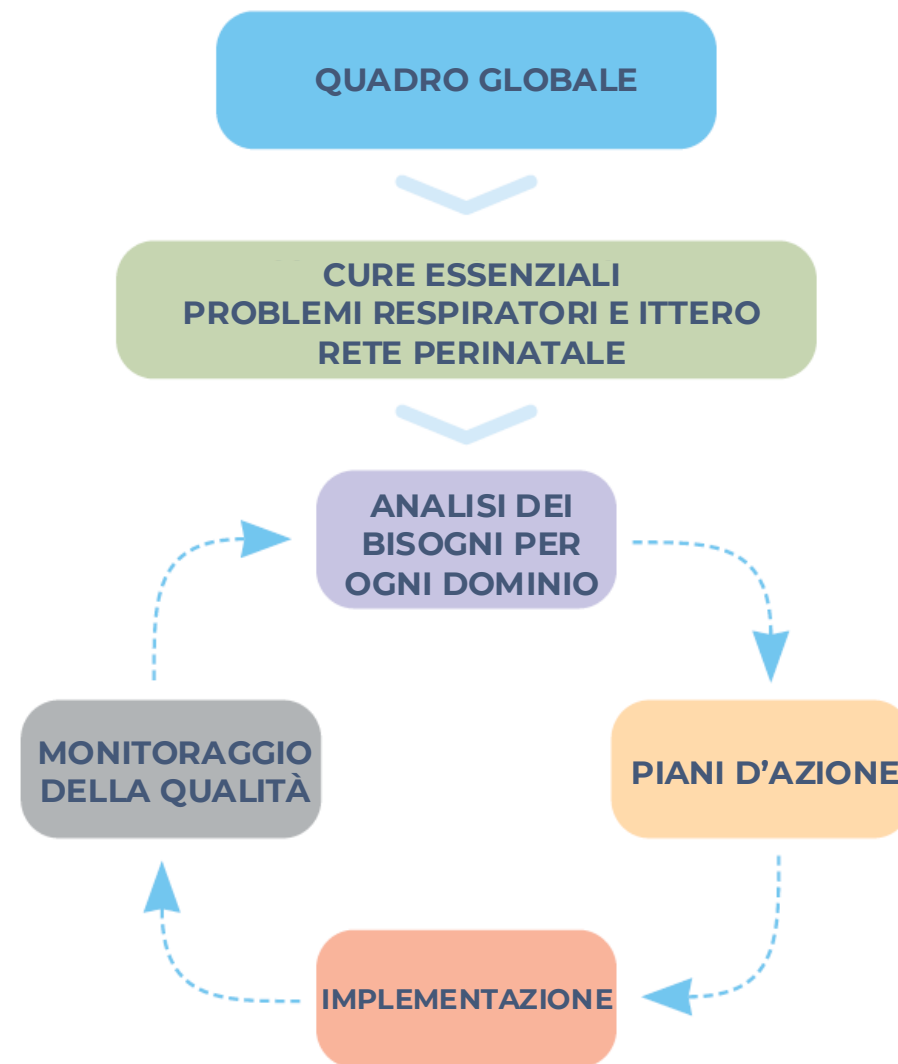 QUADRO GLOBALE
CURE ESSENZIALI
PROBLEMI RESPIRATORI E ITTERO
RETE PERINATALE
ANALISI DEI
BISOGNI PER
OGNI DOMINIO
MONITORAGGIO
DELLA QUALITÀ
PIANI D’AZIONE
IMPLEMENTAZIONE